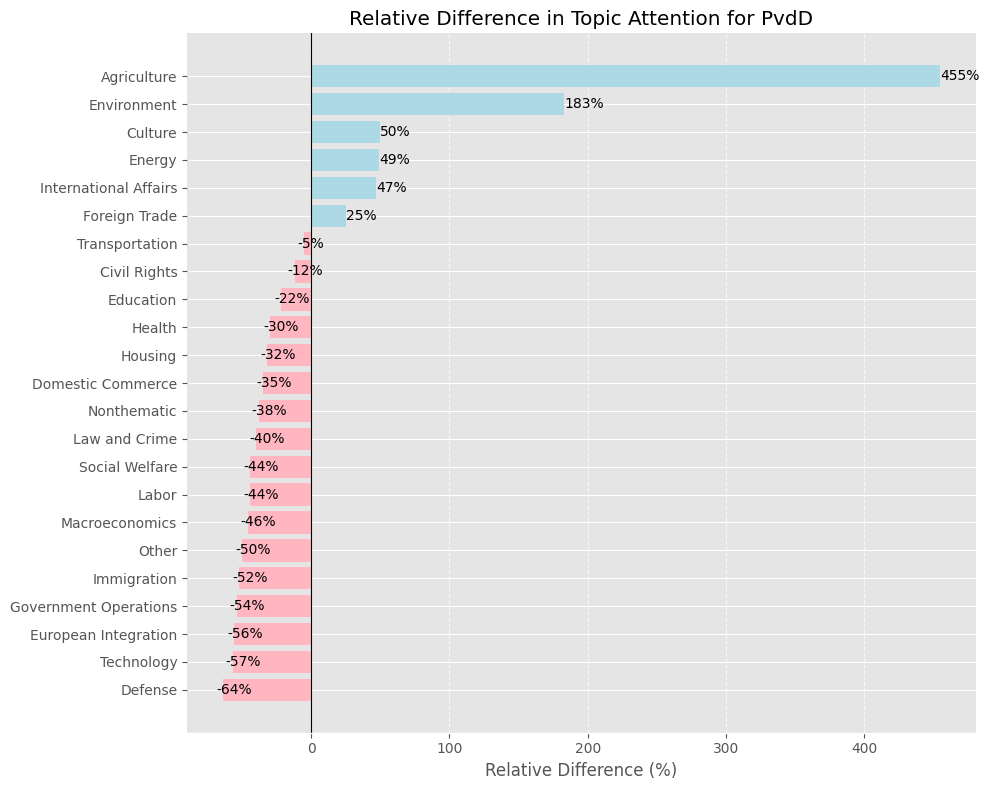 Relative Difference in Topic Attention for PvdD
Agriculture 455%
Environment 183%
Culture 50%
Energy 49%
International Affairs 47%
Foreign Trade 25%
Transportation -5%
Civil Rights -12%
Education -22%
Health -30%
Housing -32%
Domestic Commerce -35%
Nonthematic -38%
Law and Crime -40%
Social Welfare -44%
Labor -44%
Macroeconomics -46%
Other -50%
Immigration -52%
Government Operations -54%
European Integration -56%
Technology -57%
Defense -64%
0 100 200 300 400
Relative Difference (%)